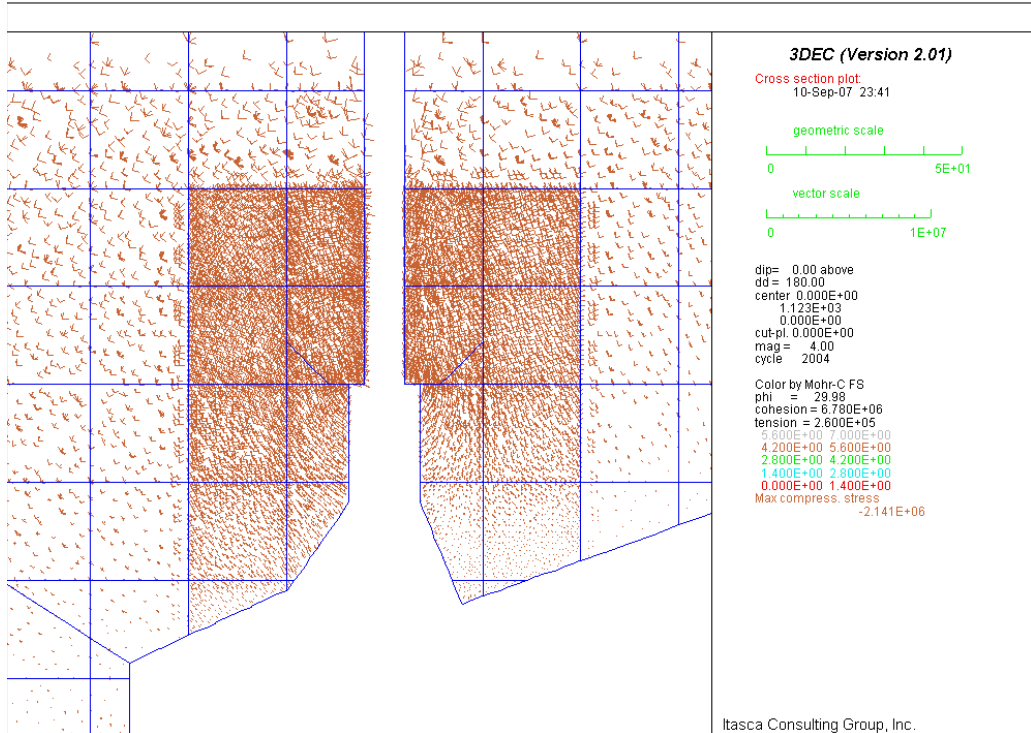 3DEC (Version 2.01)
Cross section plot:
10-Sep-07 23:41
geometric scale
0 5E+01
vector scale
0 1E+07
dip= 0.00 above
dd = 180.00
center 0.000E+00
1.123E+03
0.000E+00
cut-pl. 0.000E+00
mag = 4.00
cycle 2004
Color by Mohr-C FS
phi = 29.98
cohesion = 6.780E+06
tension = 2.600E+05
5.600E+00 7.000E+00
4.200E+00 5.600E+00
2.800E+00 4.200E+00
1.400E+00 2.800E+00
0.000E+00 1.400E+00
Max compress. stress
-2.141E+06
Itasca Consulting Group, Inc.